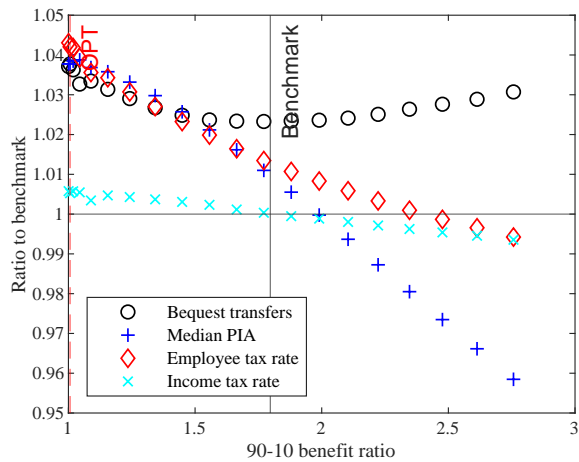 1.05
1.04
1.03
1.02
1.01
1
0.99
0.98
0.97
0.96
0.95
Ratio to benchmark
OPT
Benchmark
Bequest transfers
Median PIA
Employee tax rate
Income tax rate
1
1.5
2
2.5
3
90-10 benefit ratio